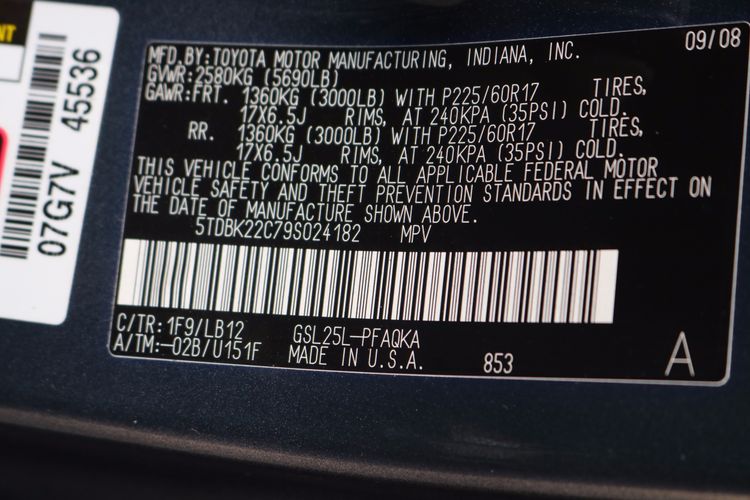 NT
07G7V 45536
MFD.BY:TOYOTA MOTOR MANUFACTURING, INDIANA, INC. 09/08
GVWR:2580KG (5690LB)
GAWR:FRT. 1360KG (3000LB) WITH P225/60R17 TIRES,
17X6.5J RIMS, AT 240KPA (35PSI) COLD.
RR. 1360KG (3000LB) WITH P225/60R17 TIRES,
17X6.5J RIMS, AT 240KPA (35PSI) COLD.
THIS VEHICLE CONFORMS TO ALL APPLICABLE FEDERAL MOTOR
VEHICLE SAFETY AND THEFT PREVENTION STANDARDS IN EFFECT ON
THE DATE OF MANUFACTURE SHOWN ABOVE.
5TDBK22C79S024182 MPV
C/TR:1F9/LB12 GSL25L-PFAQKA
A/TM:-02B/U151F MADE IN U.S.A. 853 A